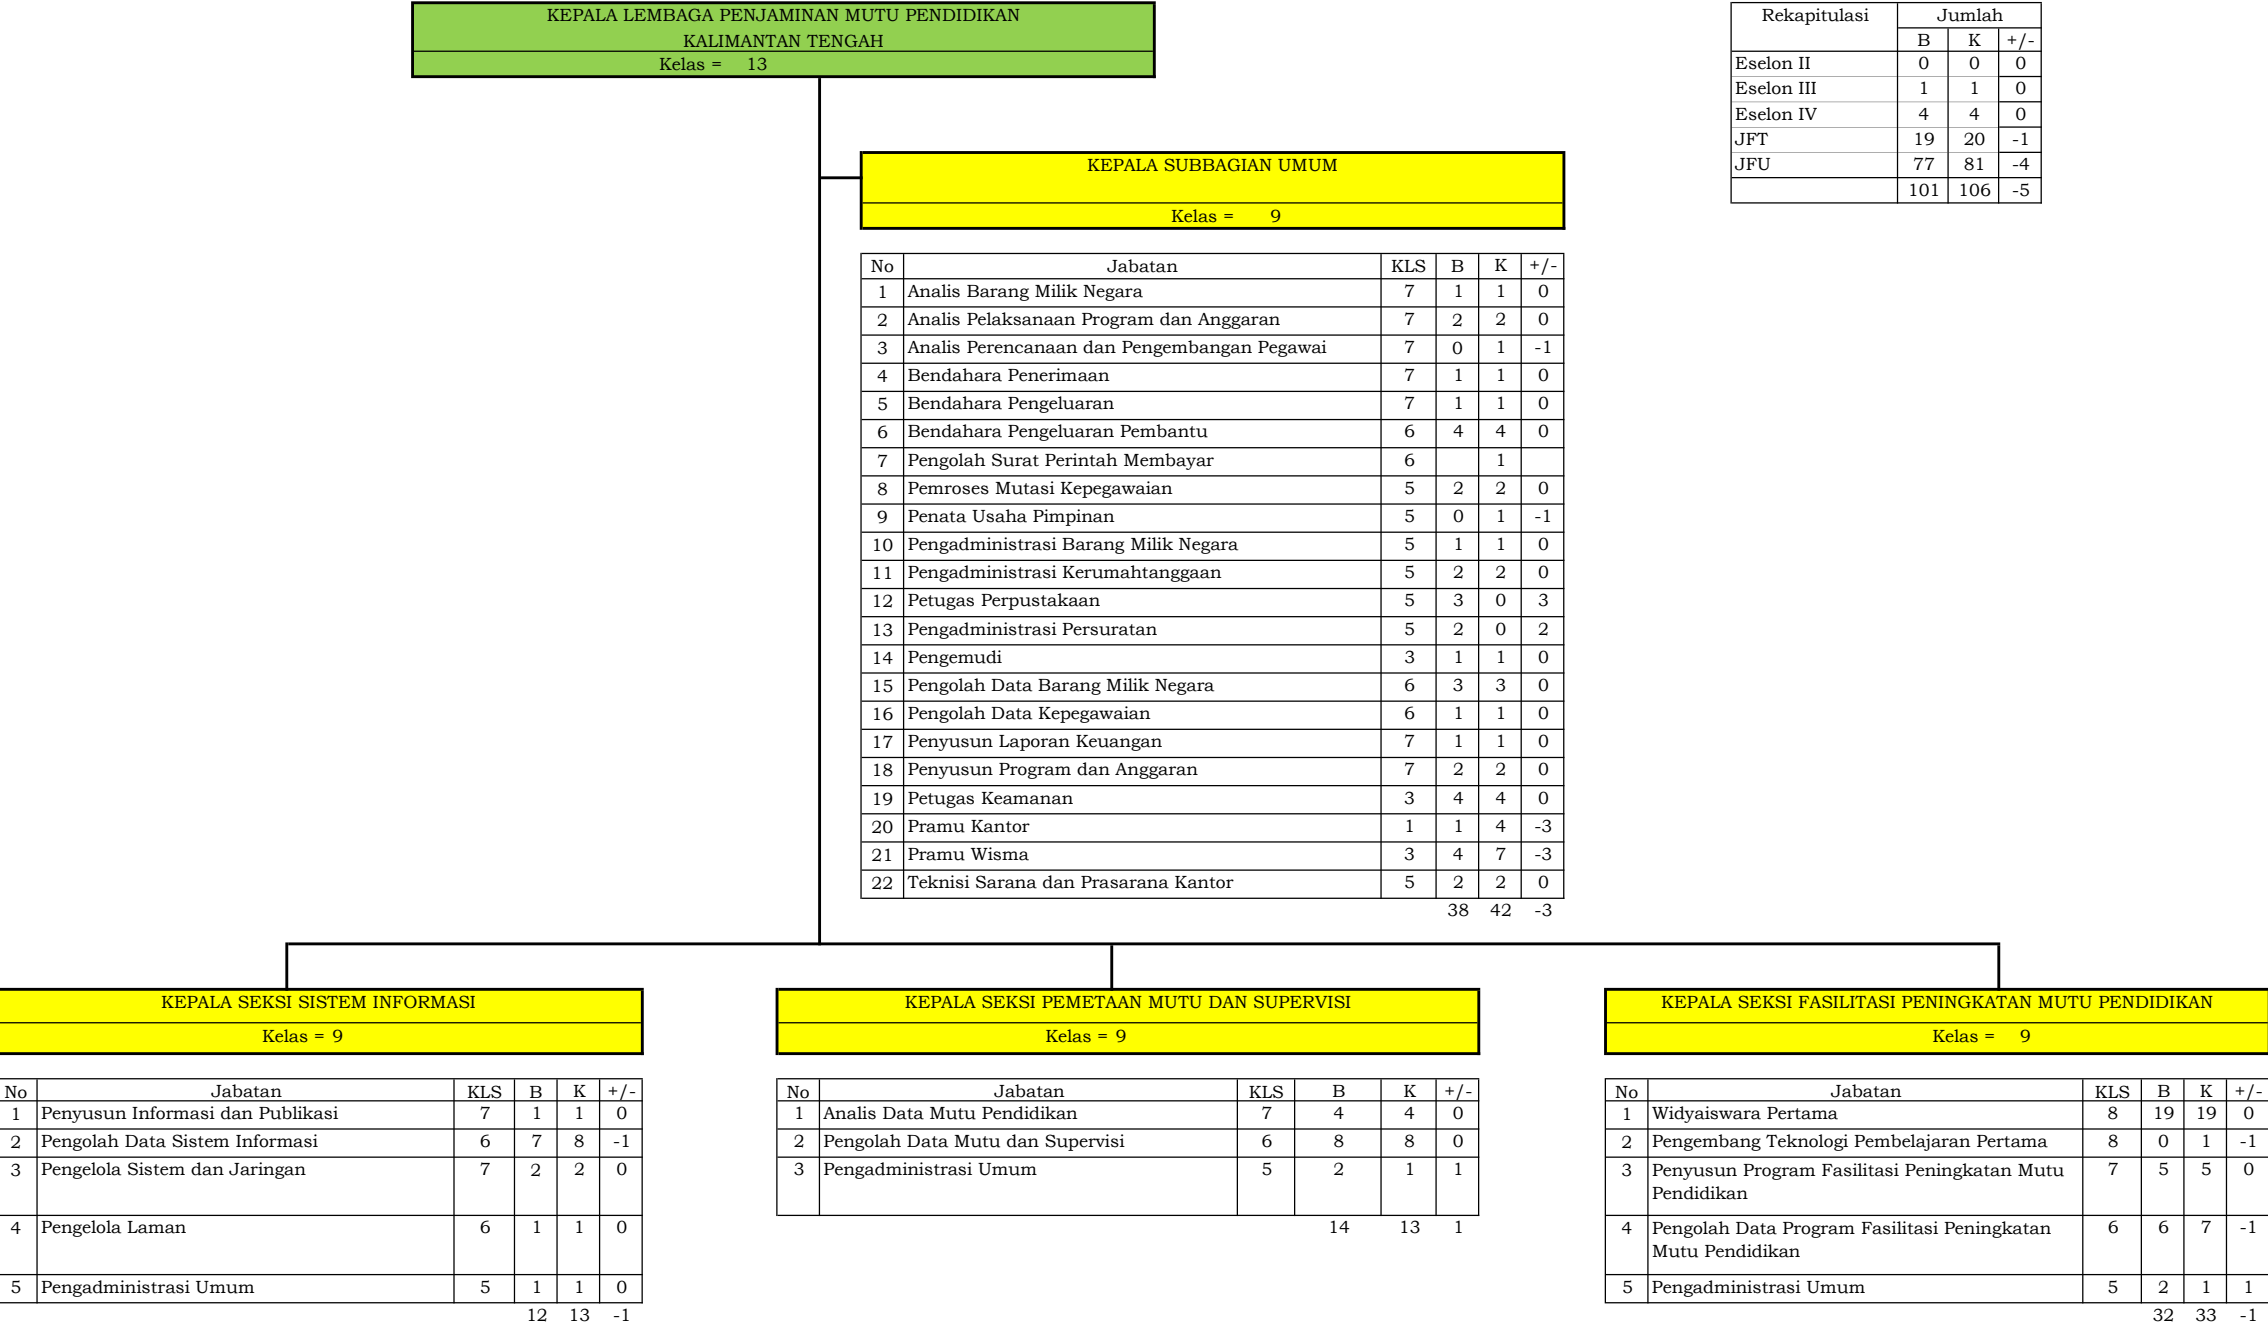 KEPALA LEMBAGA PENJAMINAN MUTU PENDIDIKAN
KALIMANTAN TENGAH
Kelas = 13
Rekapitulasi Jumlah
B K +/-
Eselon II 0 0 0
Eselon III 1 1 0
Eselon IV 4 4 0
JFT 19 20 -1
JFU 77 81 -4
101 106 -5
KEPALA SUBBAGIAN UMUM
Kelas = 9
No Jabatan KLS B K +/-
1 Analis Barang Milik Negara 7 1 1 0
2 Analis Pelaksanaan Program dan Anggaran 7 2 2 0
3 Analis Perencanaan dan Pengembangan Pegawai 7 0 1 -1
4 Bendahara Penerimaan 7 1 1 0
5 Bendahara Pengeluaran 7 1 1 0
6 Bendahara Pengeluaran Pembantu 6 4 4 0
7 Pengolah Surat Perintah Membayar 6 1
8 Pemroses Mutasi Kepegawaian 5 2 2 0
9 Penata Usaha Pimpinan 5 0 1 -1
10 Pengadministrasi Barang Milik Negara 5 1 1 0
11 Pengadministrasi Kerumahtanggaan 5 2 2 0
12 Petugas Perpustakaan 5 3 0 3
13 Pengadministrasi Persuratan 5 2 0 2
14 Pengemudi 3 1 1 0
15 Pengolah Data Barang Milik Negara 6 3 3 0
16 Pengolah Data Kepegawaian 6 1 1 0
17 Penyusun Laporan Keuangan 7 1 1 0
18 Penyusun Program dan Anggaran 7 2 2 0
19 Petugas Keamanan 3 4 4 0
20 Pramu Kantor 1 1 4 -3
21 Pramu Wisma 3 4 7 -3
22 Teknisi Sarana dan Prasarana Kantor 5 2 2 0
38 42 -3
KEPALA SEKSI SISTEM INFORMASI
Kelas = 9
No Jabatan KLS B K +/-
1 Penyusun Informasi dan Publikasi 7 1 1 0
2 Pengolah Data Sistem Informasi 6 7 8 -1
3 Pengelola Sistem dan Jaringan 7 2 2 0
4 Pengelola Laman 6 1 1 0
5 Pengadministrasi Umum 5 1 1 0
12 13 -1
KEPALA SEKSI PEMETAAN MUTU DAN SUPERVISI
Kelas = 9
No Jabatan KLS B K +/-
1 Analis Data Mutu Pendidikan 7 4 4 0
2 Pengolah Data Mutu dan Supervisi 6 8 8 0
3 Pengadministrasi Umum 5 2 1 1
14 13 1
KEPALA SEKSI FASILITASI PENINGKATAN MUTU PENDIDIKAN
Kelas = 9
No Jabatan KLS B K +/-
1 Widyaiswara Pertama 8 19 19 0
2 Pengembang Teknologi Pembelajaran Pertama 8 0 1 -1
3 Penyusun Program Fasilitasi Peningkatan Mutu 7 5 5 0
Pendidikan
4 Pengolah Data Program Fasilitasi Peningkatan 6 6 7 -1
Mutu Pendidikan
5 Pengadministrasi Umum 5 2 1 1
32 33 -1